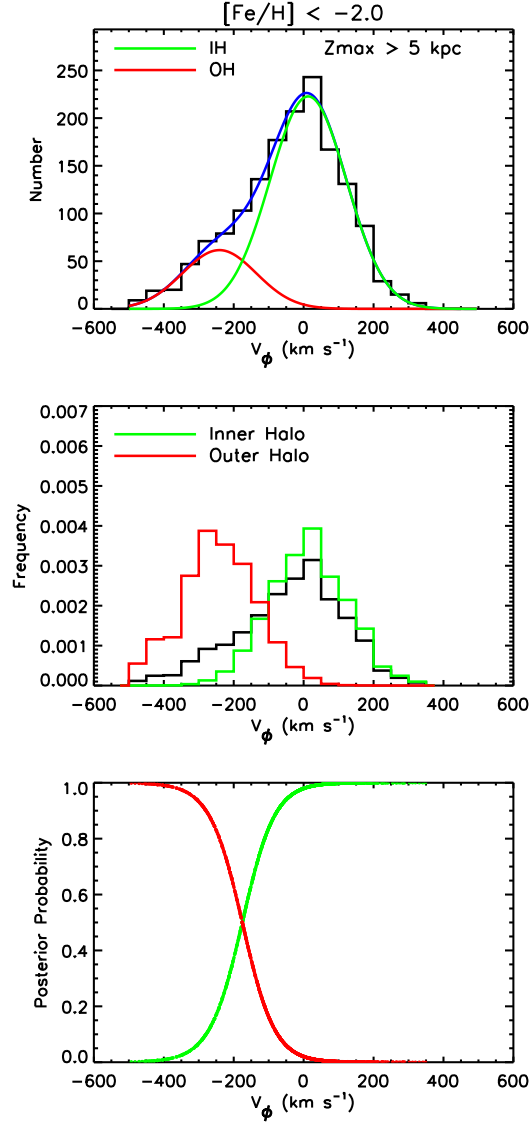 [Fe/H] < −2.0
IH
OH
Zmax > 5 kpc
Number
250
200
150
100
50
0
−600 −400 −200 0 200 400 600
Vϕ (km s⁻¹)
Inner Halo
Outer Halo
Frequency
0.007
0.006
0.005
0.004
0.003
0.002
0.001
0.000
−600 −400 −200 0 200 400 600
Vϕ (km s⁻¹)
Posterior Probability
1.0
0.8
0.6
0.4
0.2
0.0
−600 −400 −200 0 200 400 600
Vϕ (km s⁻¹)